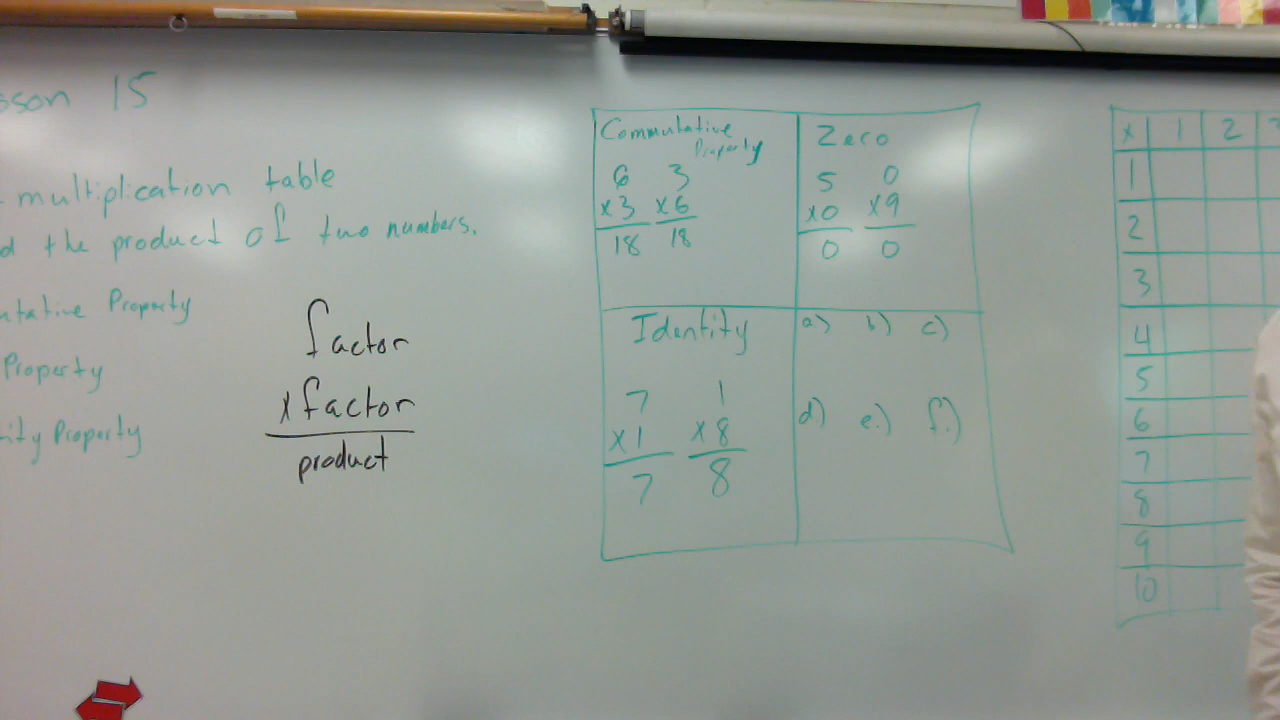 sson 15
multiplication table
d the product of two numbers.
utative Property
Property
ity Property
factor
x factor
product
Commutative
Property
6 3
x3 x6
18 18
Zero
5 0
x0 x9
0 0
Identity
7 1
x1 x8
7 8
a) b) c)
d) e.) f.)
x 1 2 3
1
2
3
4
5
6
7
8
9
10